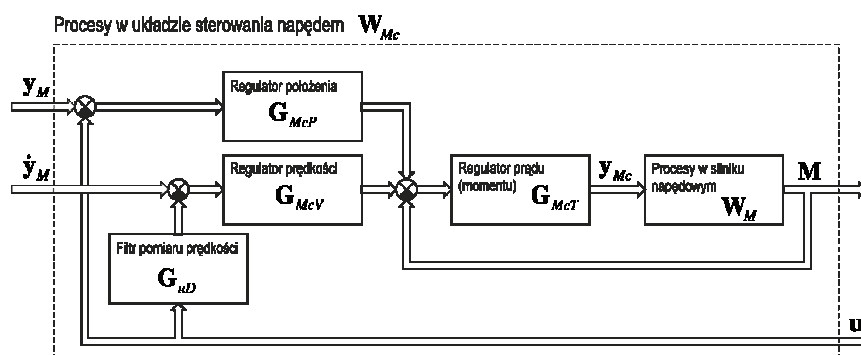 Procesy w układzie sterowania napędem W_Mc
y_M
Regulator położenia
G_McP
ẏ_M
Regulator prędkości
G_McV
Regulator prądu
(momentu)
G_McT
y_Mc
Procesy w silniku
napędowym
W_M
M
Filtr pomiaru prędkości
G_uD
u